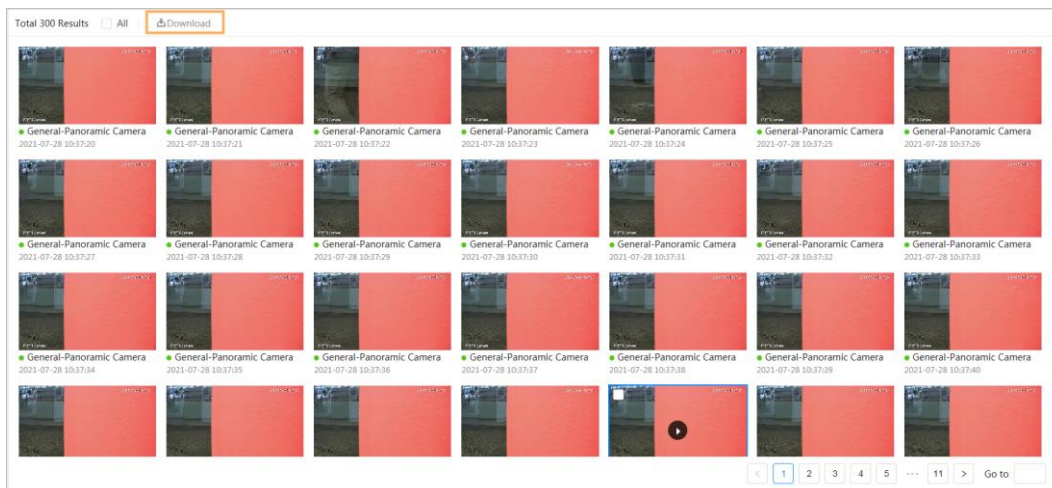 Total 300 Results All Download
General-Panoramic Camera General-Panoramic Camera General-Panoramic Camera General-Panoramic Camera General-Panoramic Camera General-Panoramic Camera General-Panoramic Camera
2021-07-28 10:37:20 2021-07-28 10:37:21 2021-07-28 10:37:22 2021-07-28 10:37:23 2021-07-28 10:37:24 2021-07-28 10:37:25 2021-07-28 10:37:26
General-Panoramic Camera General-Panoramic Camera General-Panoramic Camera General-Panoramic Camera General-Panoramic Camera General-Panoramic Camera General-Panoramic Camera
2021-07-28 10:37:27 2021-07-28 10:37:28 2021-07-28 10:37:29 2021-07-28 10:37:30 2021-07-28 10:37:31 2021-07-28 10:37:32 2021-07-28 10:37:33
General-Panoramic Camera General-Panoramic Camera General-Panoramic Camera General-Panoramic Camera General-Panoramic Camera General-Panoramic Camera General-Panoramic Camera
2021-07-28 10:37:34 2021-07-28 10:37:35 2021-07-28 10:37:36 2021-07-28 10:37:37 2021-07-28 10:37:38 2021-07-28 10:37:39 2021-07-28 10:37:40
< 1 2 3 4 5 ··· 11 > Go to